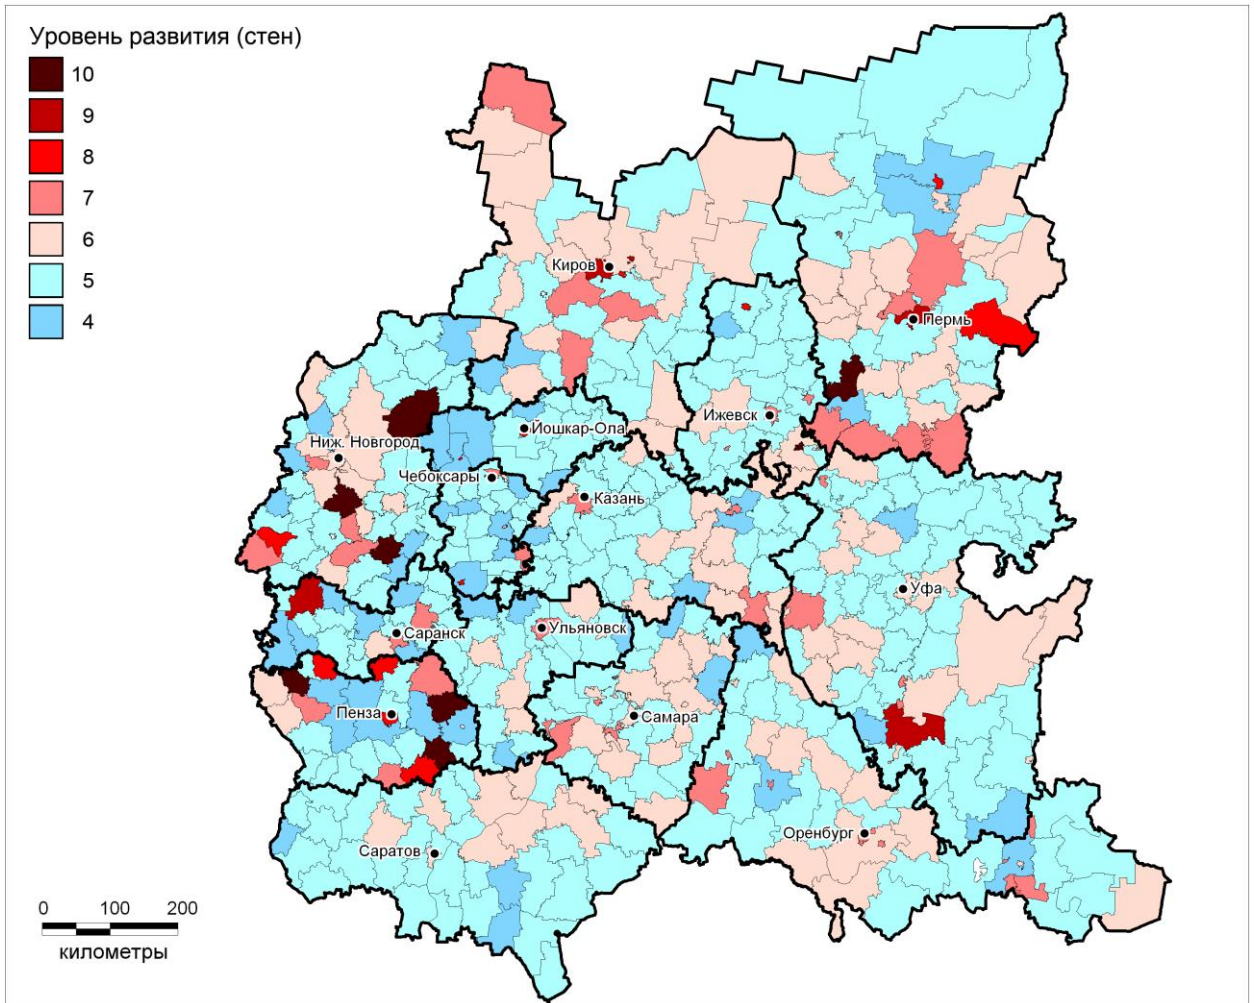 Уровень развития (стен)
10
9
8
7
6
5
4
Киров
Пермь
Ижевск
Йошкар-Ола
Ниж. Новгород
Чебоксары
Казань
Уфа
Ульяновск
Саранск
Пенза
Самара
Оренбург
Саратов
0 100 200
километры